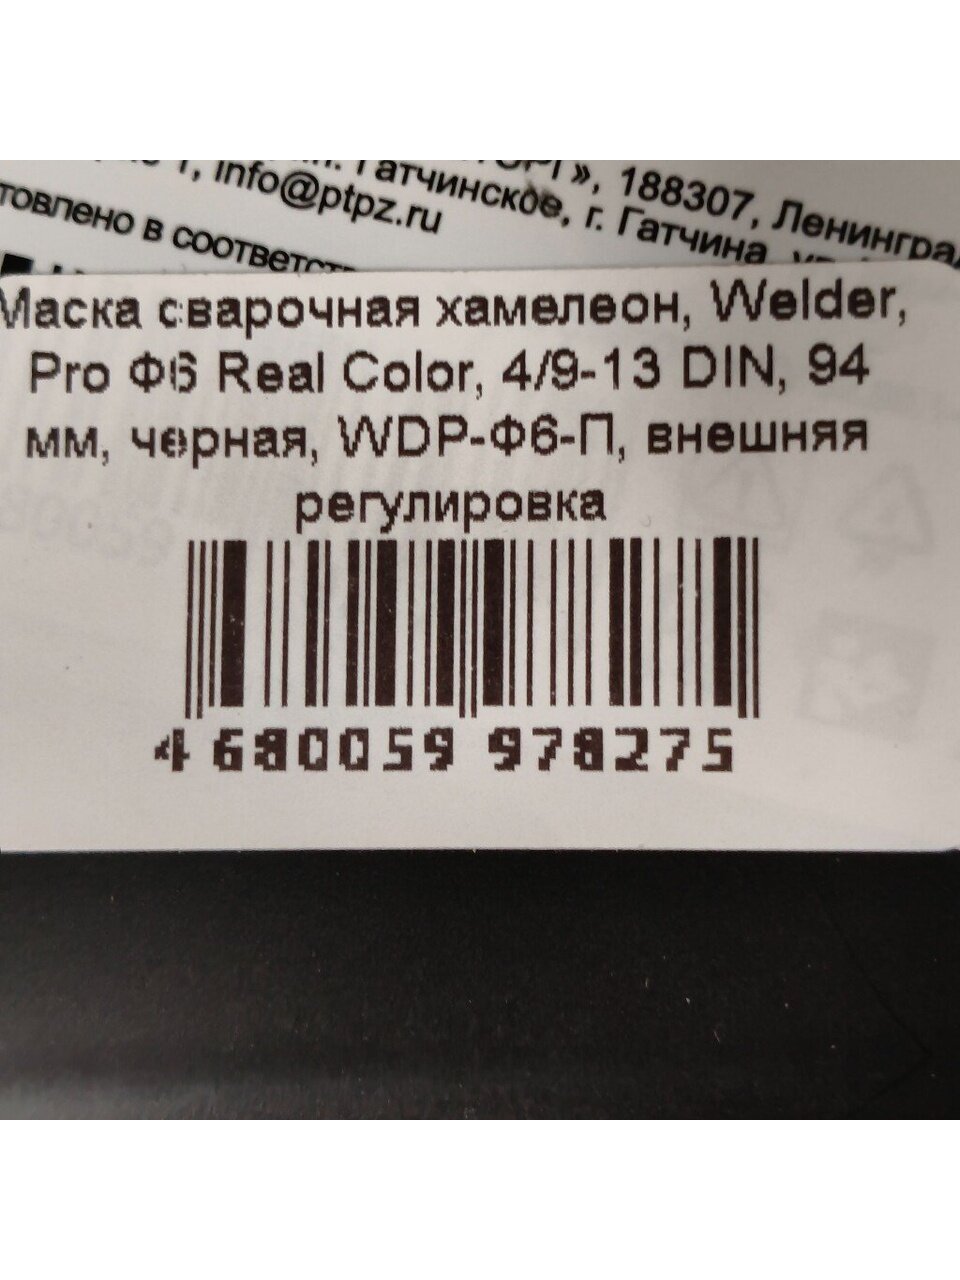 », 188307, Ленинград
info@ptpz.ru Гатчинское, г. Гатчина,
в соответст
Маска сварочная хамелеон, Welder,
Pro Ф6 Real Color, 4/9-13 DIN, 94
мм, черная, WDP-Ф6-П, внешняя
регулировка
4 680059 978275